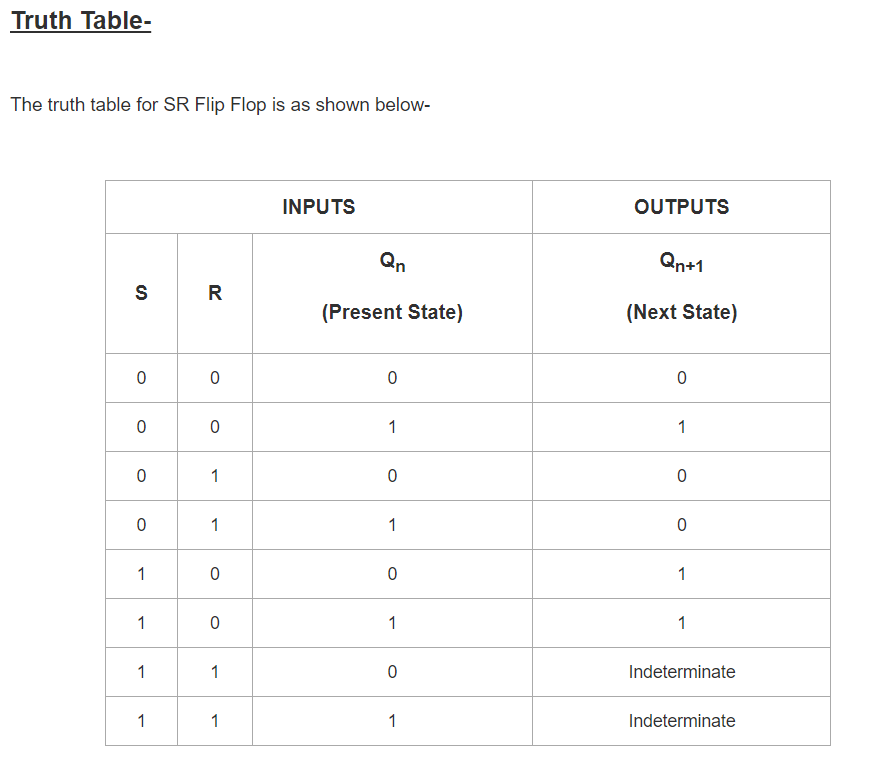 Truth Table-
The truth table for SR Flip Flop is as shown below-
INPUTS OUTPUTS
S R Qn (Present State) Qn+1 (Next State)
0 0 0 0
0 0 1 1
0 1 0 0
0 1 1 0
1 0 0 1
1 0 1 1
1 1 0 Indeterminate
1 1 1 Indeterminate